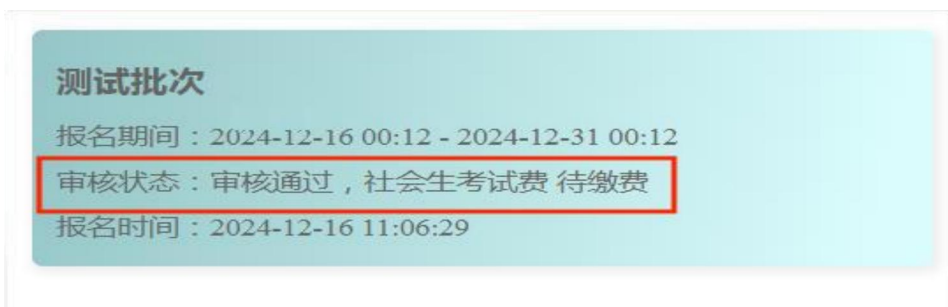 测试批次
报名期间：2024-12-16 00:12 - 2024-12-31 00:12
审核状态：审核通过，社会生考试费 待缴费
报名时间：2024-12-16 11:06:29